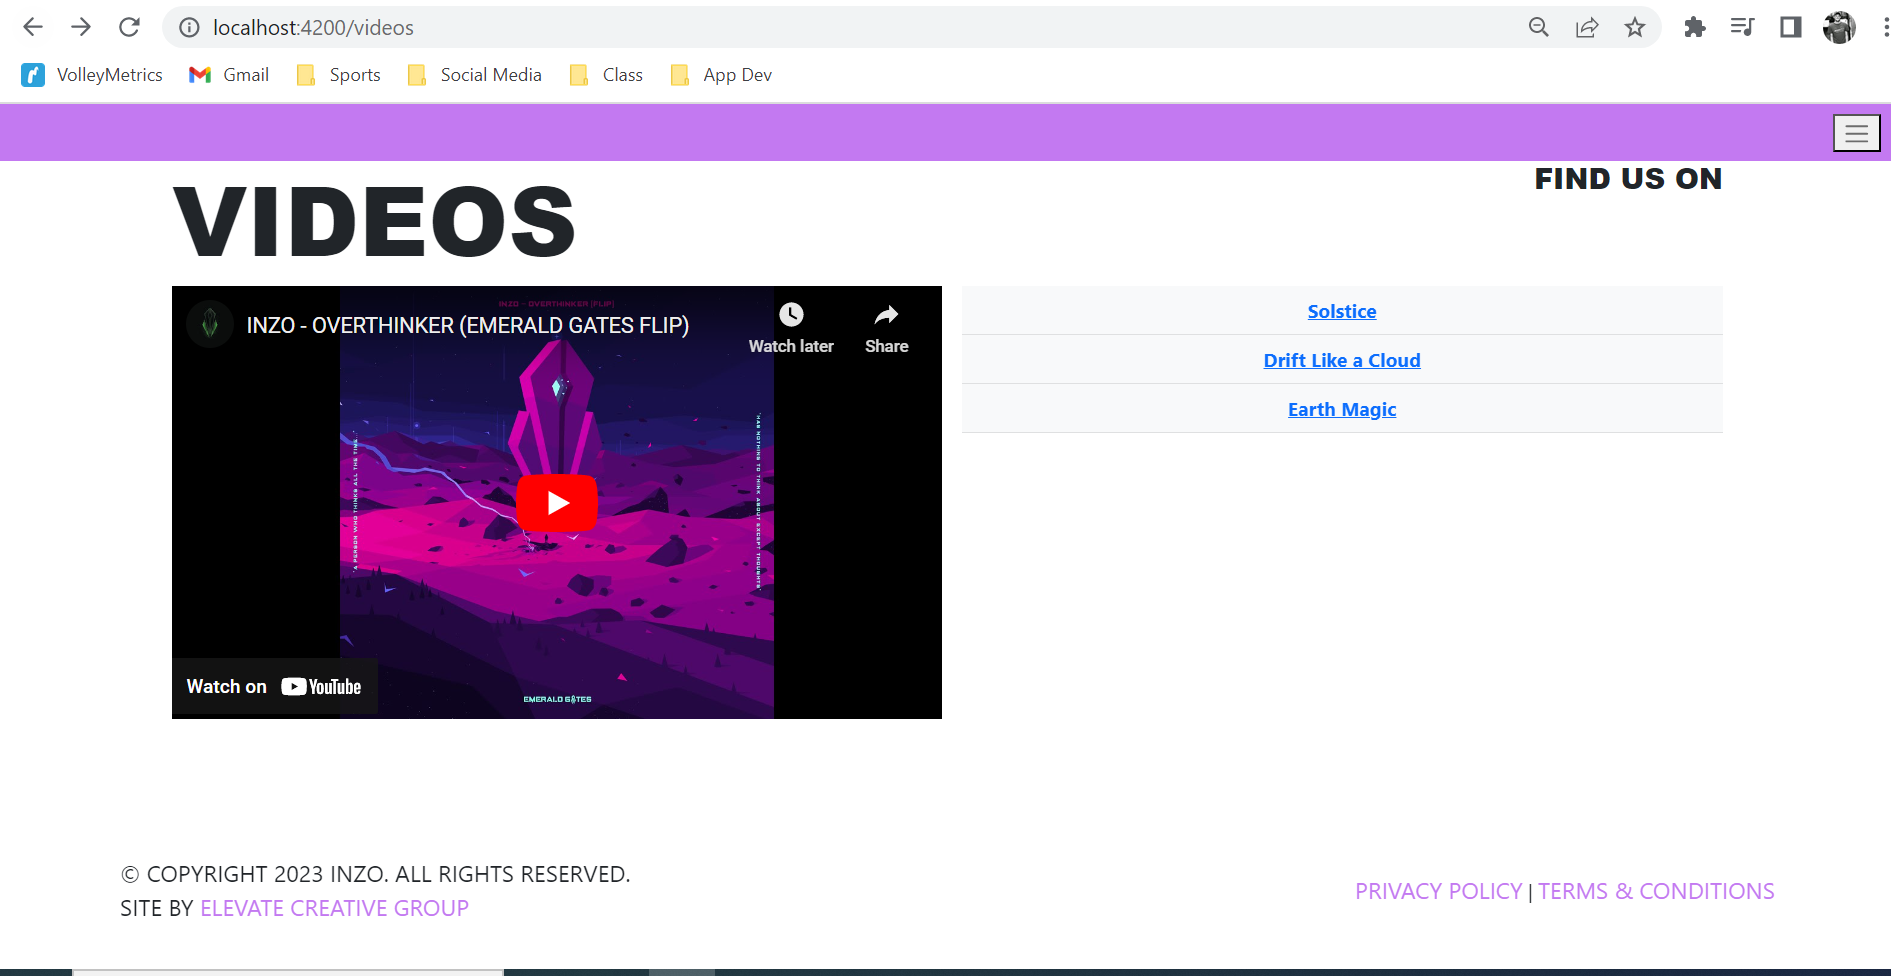 localhost:4200/videos
VolleyMetrics Gmail Sports Social Media Class App Dev
FIND US ON
VIDEOS
INZO - OVERTHINKER (FLIP)
INZO - OVERTHINKER (EMERALD GATES FLIP)
Watch later Share
"A PERSON WHO THINKS ALL THE TIME...
"HAS NOTHING TO THINK ABOUT EXCEPT THOUGHTS"
EMERALD GATES
Watch on YouTube
Solstice
Drift Like a Cloud
Earth Magic
© COPYRIGHT 2023 INZO. ALL RIGHTS RESERVED.
SITE BY ELEVATE CREATIVE GROUP
PRIVACY POLICY | TERMS & CONDITIONS